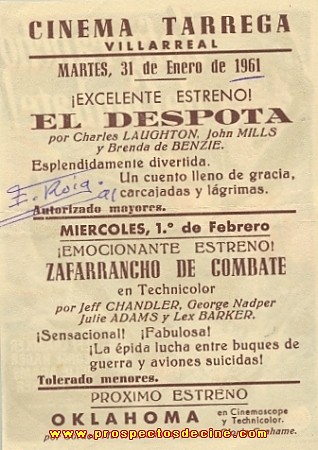 CINEMA TARREGA
VILLARREAL
MARTES, 31 de Enero de 1961
¡EXCELENTE ESTRENO!
EL DESPOTA
por Charles LAUGHTON, John MILLS
y Brenda de BENZIE.
Esplendidamente divertida.
Un cuento lleno de gracia,
carcajadas y lágrimas.
E. Roig
Autorizado mayores.
MIERCOLES, 1.º de Febrero
¡EMOCIONANTE ESTRENO!
ZAFARRANCHO DE COMBATE
en Technicolor
por Jeff CHANDLER, George Nadper
Julie ADAMS y Lex BARKER.
¡Sensacional! ¡Fabulosa!
¡La épida lucha entre buques de
guerra y aviones suicidas!
Tolerado menores.
PROXIMO ESTRENO
OKLAHOMA en Cinemoscope
y Technicolor.
por
www.prospectosdecine.com